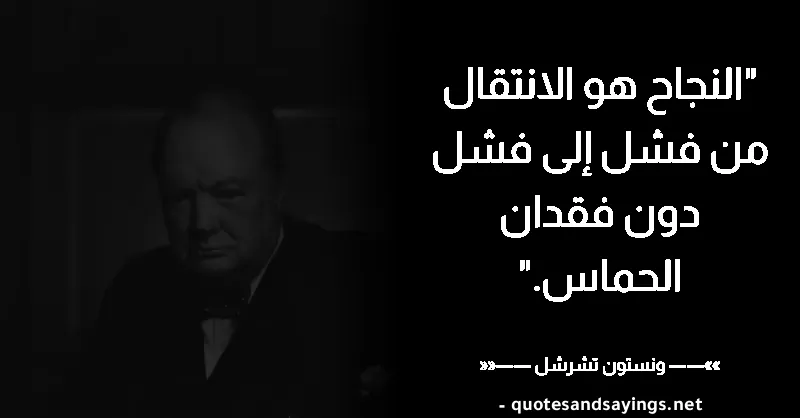 "النجاح هو الانتقال
من فشل إلى فشل
دون فقدان
الحماس."
»—— ونستون تشرشل ——«
- quotesandsayings.net